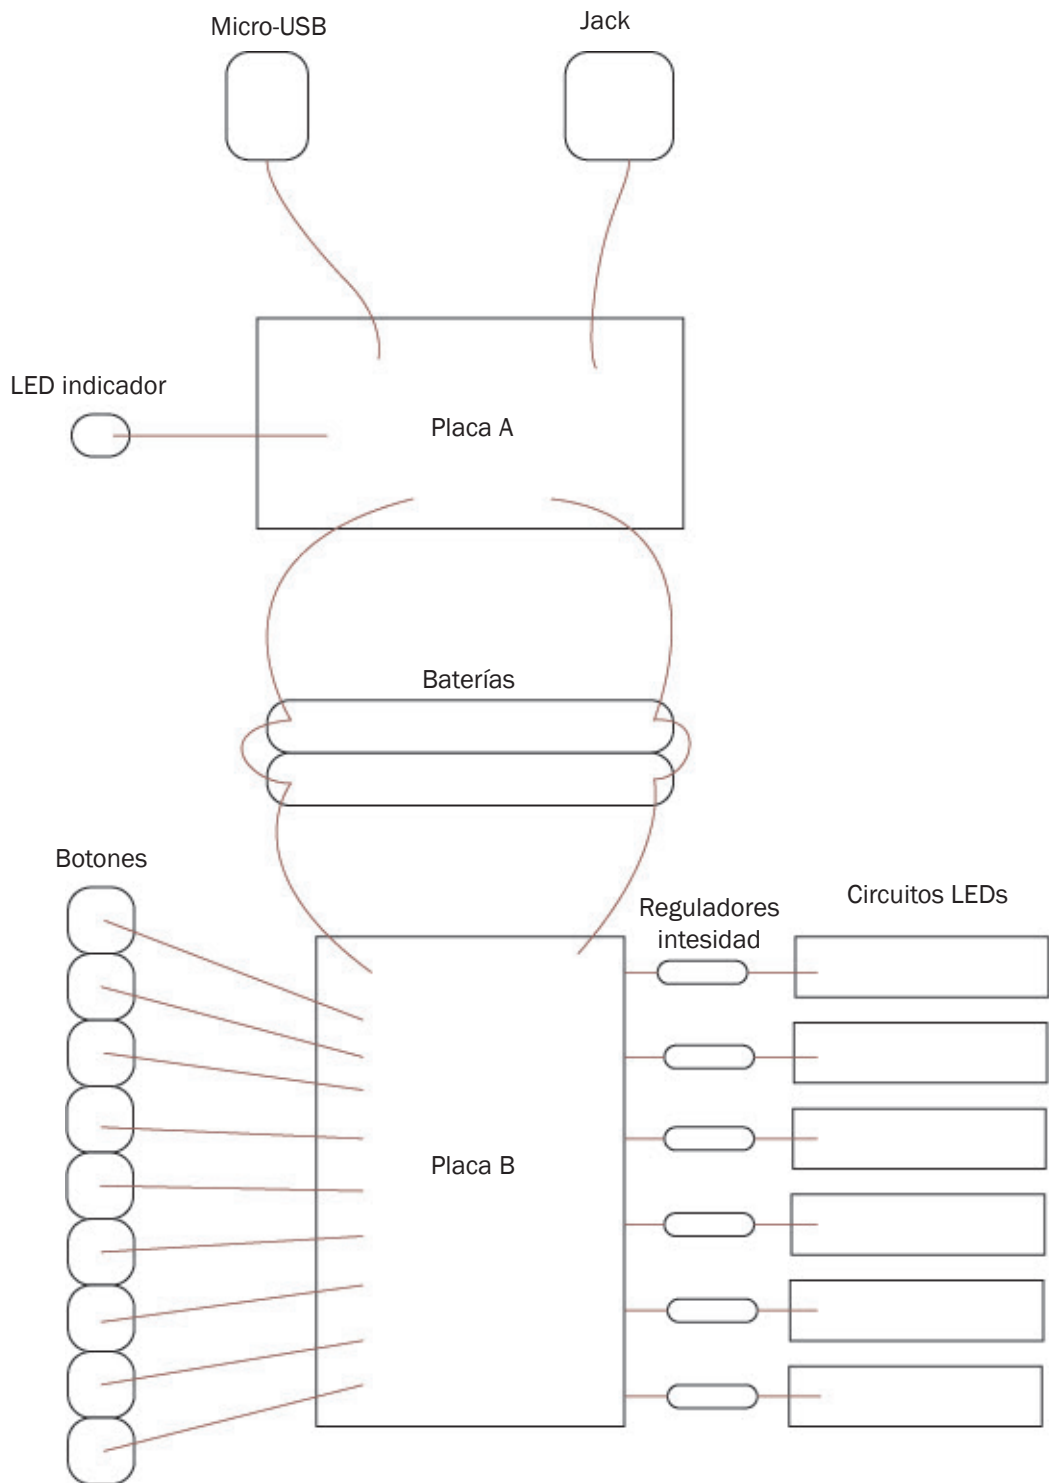 Micro-USB
Jack
LED indicador
Placa A
Baterías
Botones
Reguladores
intesidad
Circuitos LEDs
Placa B